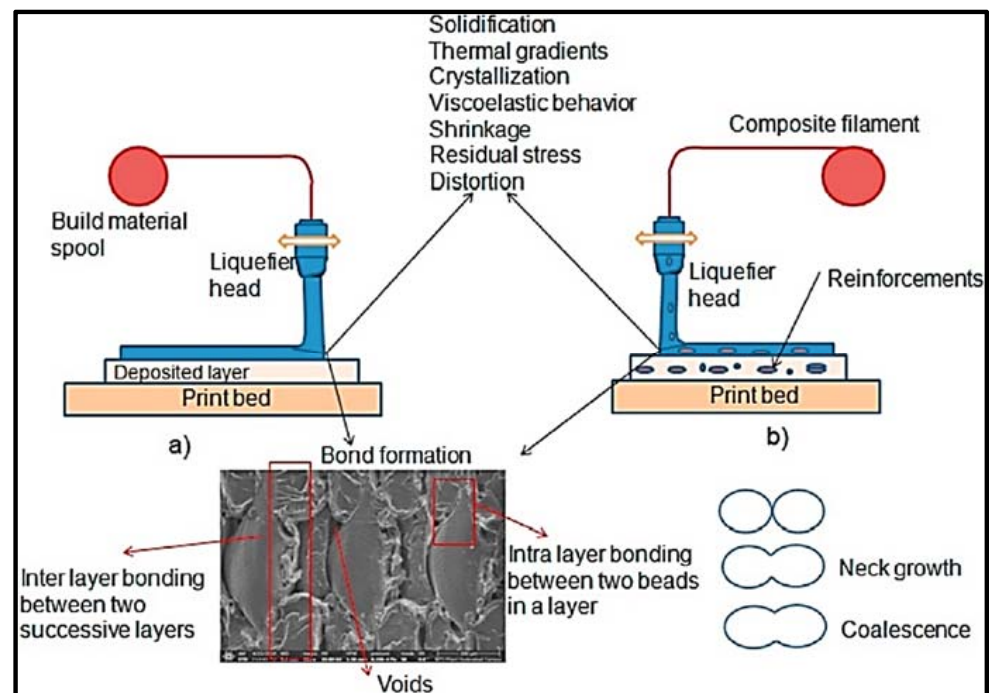 Solidification
Thermal gradients
Crystallization
Viscoelastic behavior
Shrinkage
Residual stress
Distortion
Build material
spool
Liquefier
head
Deposited layer
Print bed
a)
Composite filament
Liquefier
head
Reinforcements
Print bed
b)
Bond formation
Inter layer bonding
between two
successive layers
Voids
Intra layer bonding
between two beads
in a layer
Neck growth
Coalescence